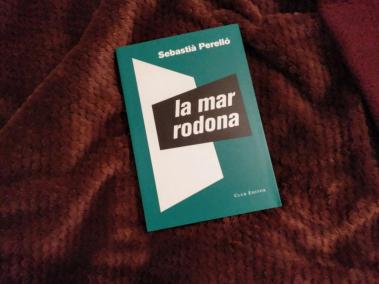 Sebastià Perelló
la mar
rodona
Club Editor